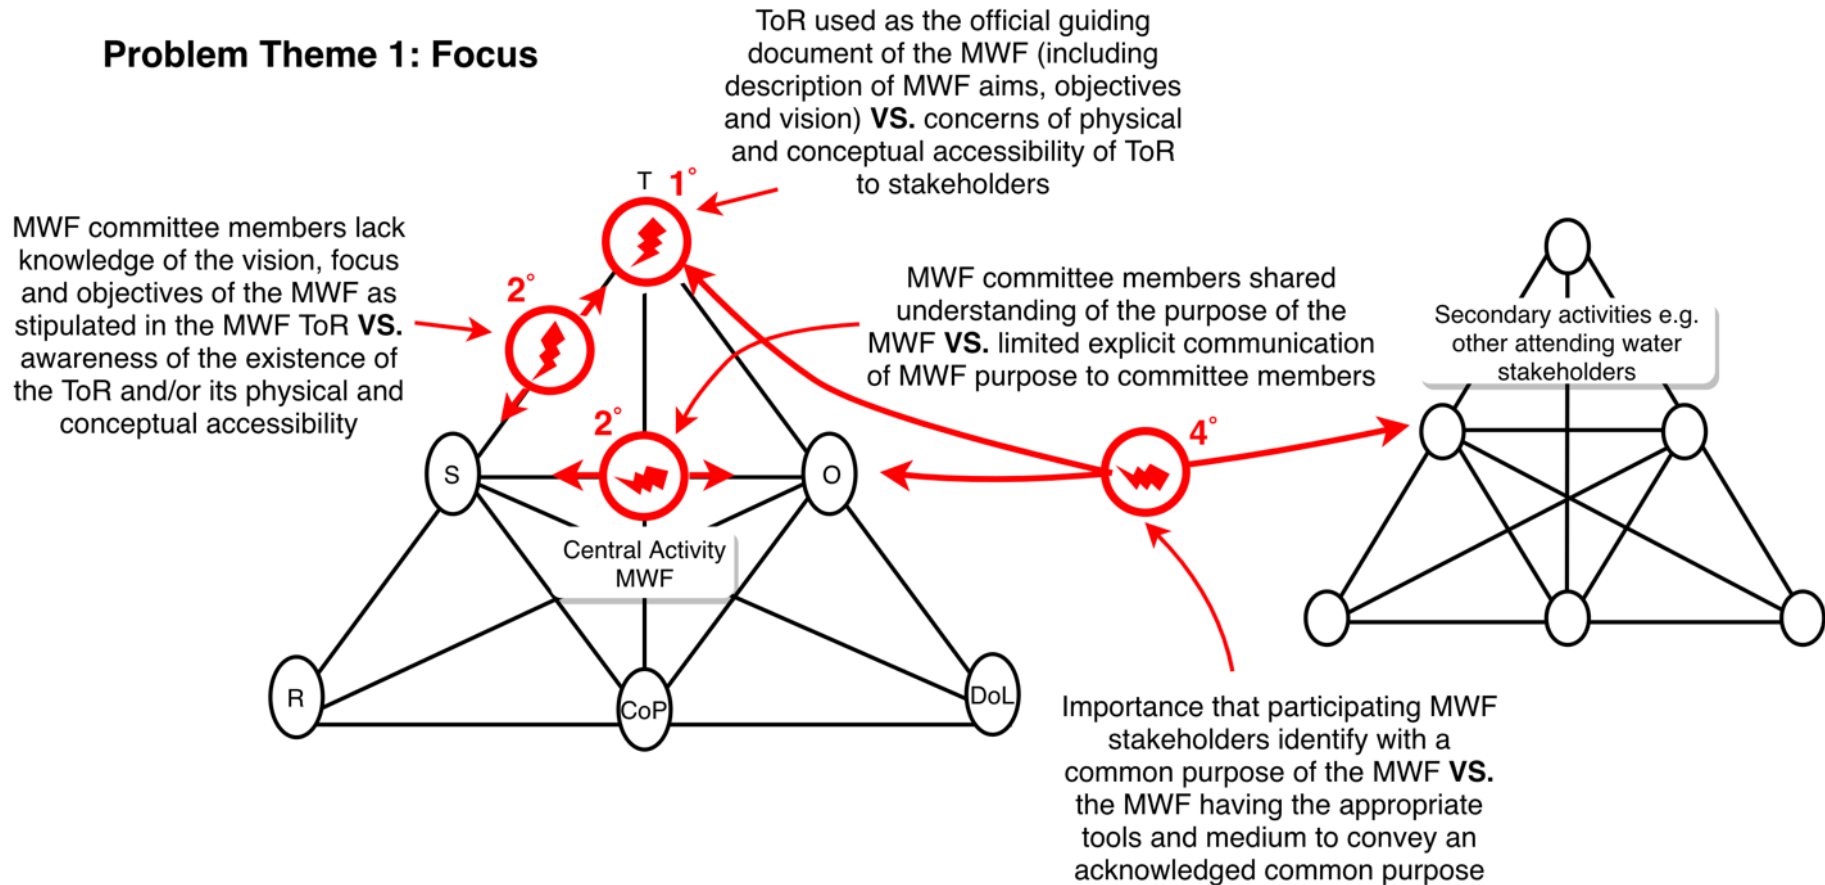 Problem Theme 1: Focus
ToR used as the official guiding
document of the MWF (including
description of MWF aims, objectives
and vision) VS. concerns of physical
and conceptual accessibility of ToR
to stakeholders
T
1°
MWF committee members lack
knowledge of the vision, focus
and objectives of the MWF as
stipulated in the MWF ToR VS.
awareness of the existence of
the ToR and/or its physical and
conceptual accessibility
2°
MWF committee members shared
understanding of the purpose of the
MWF VS. limited explicit communication
of MWF purpose to committee members
2°
Secondary activities e.g.
other attending water
stakeholders
4°
S
O
Central Activity
MWF
R
CoP
DoL
Importance that participating MWF
stakeholders identify with a
common purpose of the MWF VS.
the MWF having the appropriate
tools and medium to convey an
acknowledged common purpose